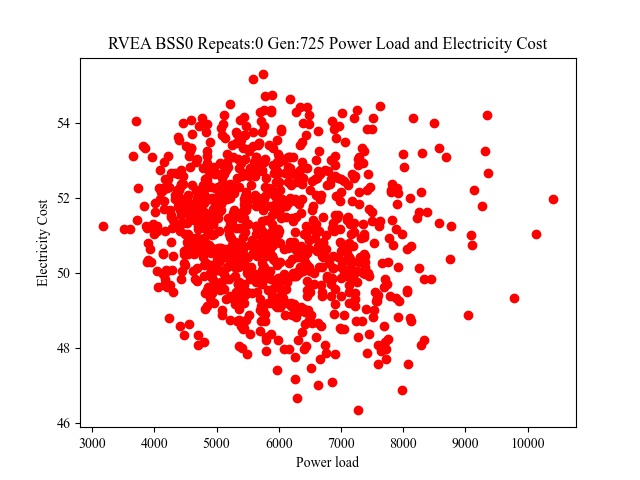 RVEA BSS0 Repeats:0 Gen:725 Power Load and Electricity Cost
54
52
50
48
46
Electricity Cost
3000 4000 5000 6000 7000 8000 9000 10000
Power load